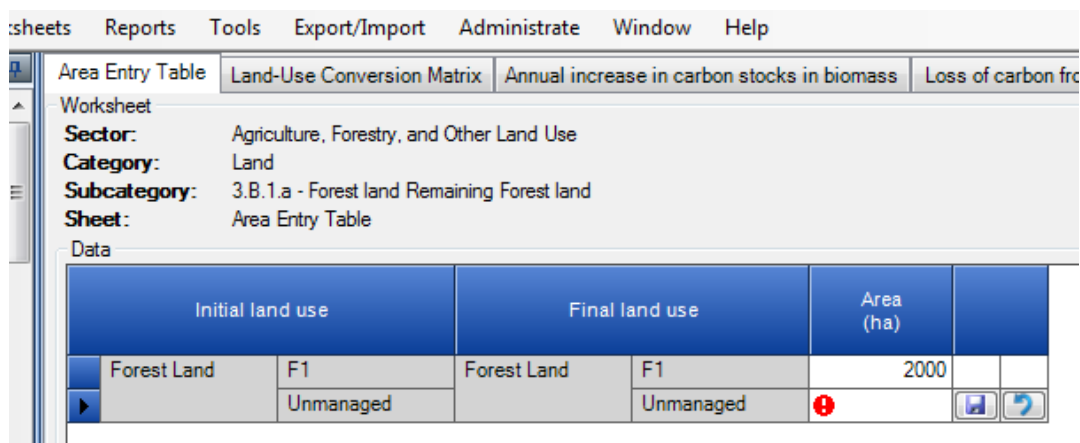 sheets Reports Tools Export/Import Administrate Window Help
Area Entry Table Land-Use Conversion Matrix Annual increase in carbon stocks in biomass Loss of carbon fro
Worksheet
Sector: Agriculture, Forestry, and Other Land Use
Category: Land
Subcategory: 3.B.1.a - Forest land Remaining Forest land
Sheet: Area Entry Table
Data
Initial land use Final land use Area
(ha)
Forest Land F1 Forest Land F1 2000
Unmanaged Unmanaged